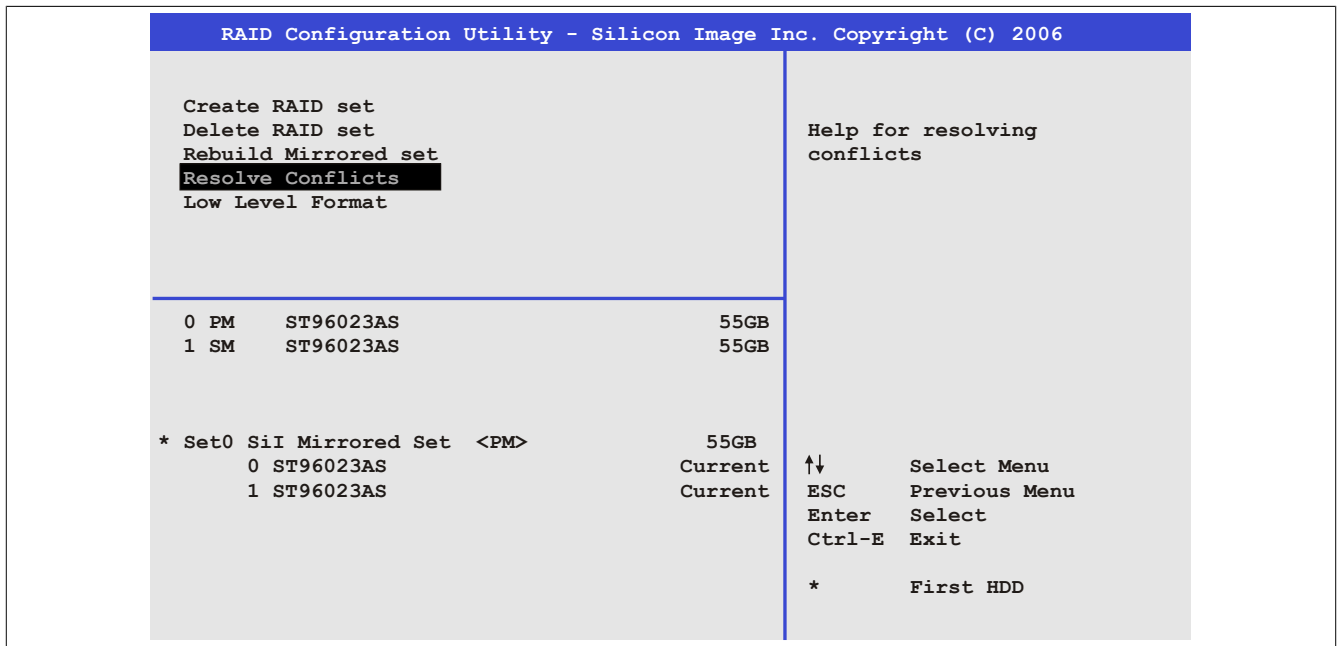 RAID Configuration Utility - Silicon Image Inc. Copyright (C) 2006
Create RAID set
Delete RAID set
Rebuild Mirrored set
Resolve Conflicts
Low Level Format
Help for resolving
conflicts
0 PM ST96023AS 55GB
1 SM ST96023AS 55GB
* Set0 SiI Mirrored Set <PM> 55GB
0 ST96023AS Current
1 ST96023AS Current
↑↓ Select Menu
ESC Previous Menu
Enter Select
Ctrl-E Exit
* First HDD